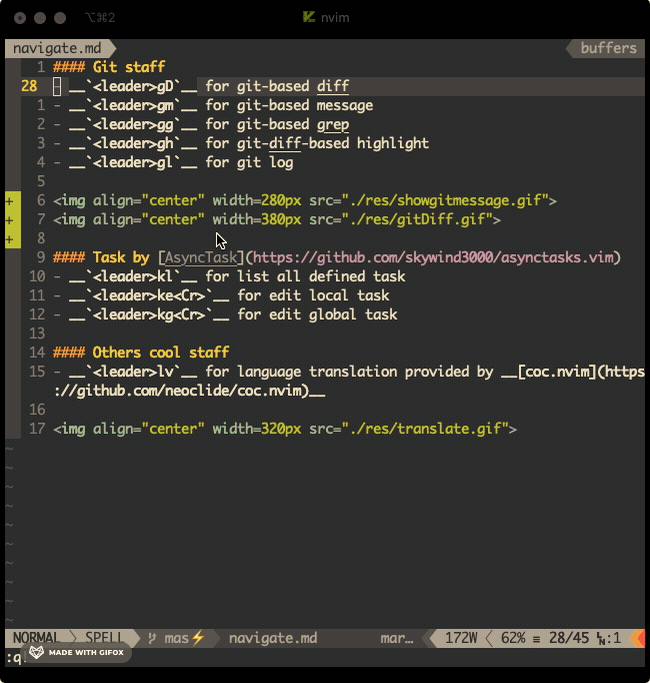 ⌥⌘2 nvim
navigate.md buffers
1 #### Git staff
28 - __`<leader>gD`__ for git-based diff
1 - __`<leader>gm`__ for git-based message
2 - __`<leader>gg`__ for git-based grep
3 - __`<leader>gh`__ for git-diff-based highlight
4 - __`<leader>gl`__ for git log
5
+ 6 <img align="center" width=280px src="./res/showgitmessage.gif">
+ 7 <img align="center" width=380px src="./res/gitDiff.gif">
+ 8
9 #### Task by [AsyncTask](https://github.com/skywind3000/asynctasks.vim)
10 - __`<leader>kl`__ for list all defined task
11 - __`<leader>ke<Cr>`__ for edit local task
12 - __`<leader>kg<Cr>`__ for edit global task
13
14 #### Others cool staff
15 - __`<leader>lv`__ for language translation provided by __[coc.nvim](https
://github.com/neoclide/coc.nvim)__
16
17 <img align="center" width=320px src="./res/translate.gif">
~
~
~
~
~
~
~
~
~
~
NORMAL SPELL mas⚡ navigate.md mar… 172W 62% ≡ 28/45 ㏑:1
:q
MADE WITH GIFOX